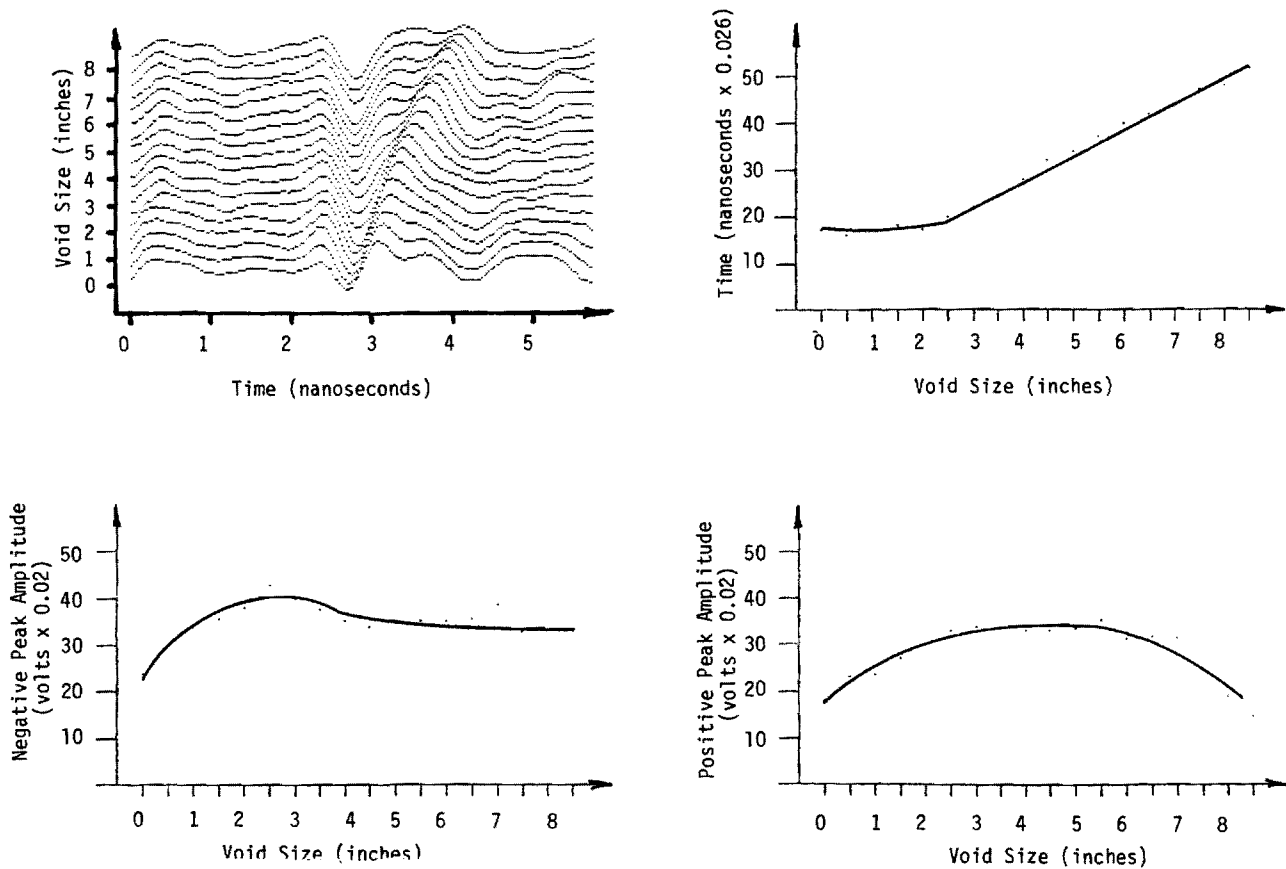 Void Size (inches)
8
7
6
5
4
3
2
1
0
0 1 2 3 4 5
Time (nanoseconds)
Time (nanoseconds x 0.026)
50
40
30
20
10
0 1 2 3 4 5 6 7 8
Void Size (inches)
Negative Peak Amplitude
(volts x 0.02)
50
40
30
20
10
0 1 2 3 4 5 6 7 8
Void Size (inches)
Positive Peak Amplitude
(volts x 0.02)
50
40
30
20
10
0 1 2 3 4 5 6 7 8
Void Size (inches)